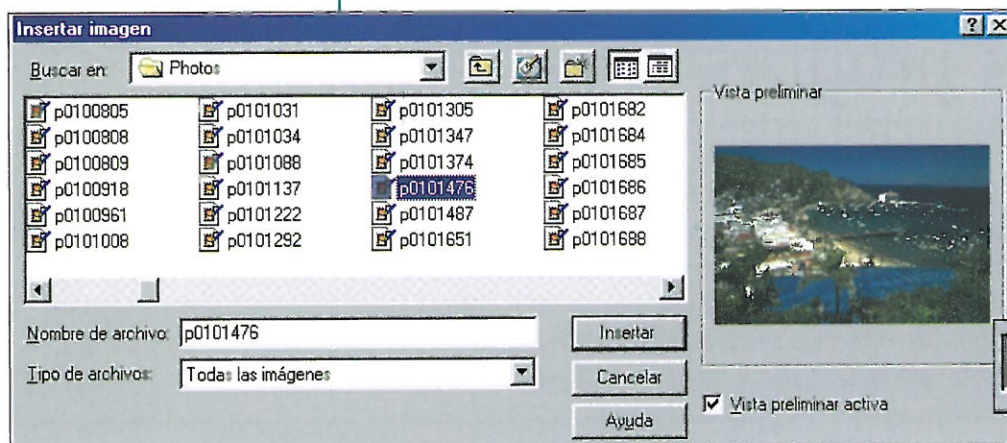 Insertar imagen
Buscar en: Photos
Vista preliminar
p0100805 p0101031 p0101305 p0101682
p0100808 p0101034 p0101347 p0101684
p0100809 p0101088 p0101374 p0101685
p0100918 p0101137 p0101476 p0101686
p0100961 p0101222 p0101487 p0101687
p0101008 p0101292 p0101651 p0101688
Nombre de archivo: p0101476 Insertar
Tipo de archivos: Todas las imágenes Cancelar
Ayuda Vista preliminar activa